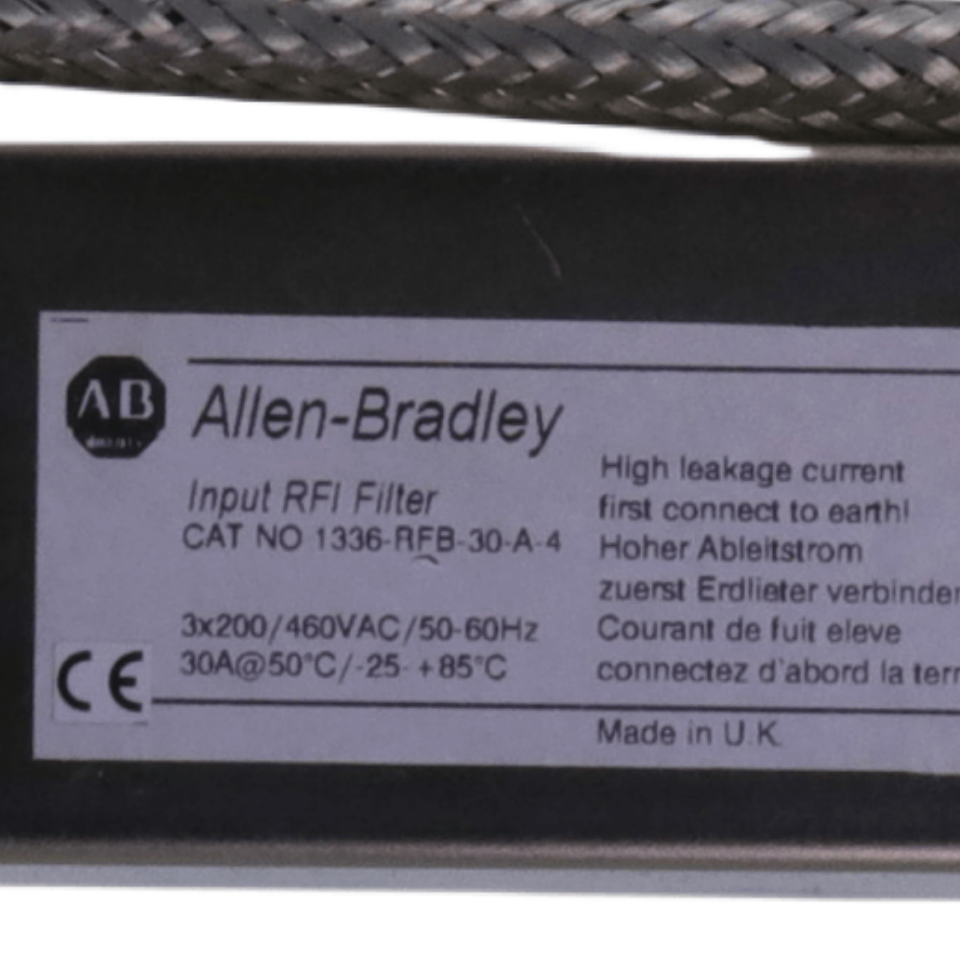 AB
Allen-Bradley
Input RFI Filter
CAT NO 1336-RFB-30-A-4
3x200/460VAC/50-60Hz
30A@50°C/-25-+85°C
CE
High leakage current
first connect to earth!
Hoher Ableitstrom
zuerst Erdlieter verbinden
Courant de fuit eleve
connectez d'abord la terr
Made in U.K.